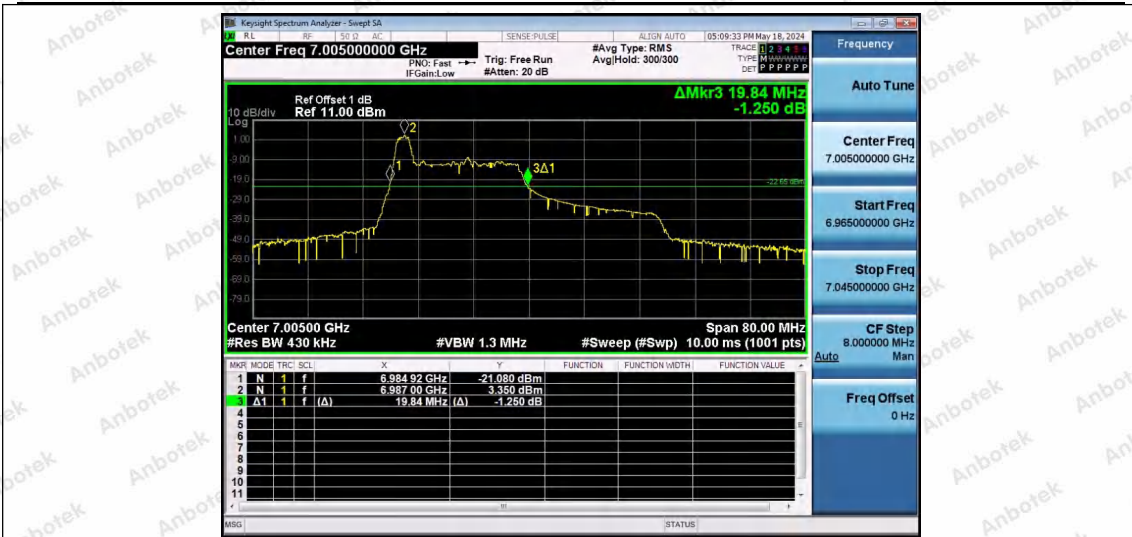 Keysight Spectrum Analyzer - Swept SA
LXI RL RF 50 Ω AC SENSE:PULSE ALIGN AUTO 05:09:33 PM May 18, 2024
Center Freq 7.005000000 GHz #Avg Type: RMS TRACE 1 2 3 4 5 6
PNO: Fast Trig: Free Run Avg|Hold: 300/300 TYPE M WWWWW
IFGain:Low #Atten: 20 dB DET P P P P P P
ΔMkr3 19.84 MHz
-1.250 dB
Ref Offset 1 dB
10 dB/div Ref 11.00 dBm
Log
1.00
-9.00
-19.0
-29.0
-39.0
-49.0
-59.0
-69.0
-79.0
2
1
3Δ1
-22.65 dBm
Center 7.00500 GHz Span 80.00 MHz
#Res BW 430 kHz #VBW 1.3 MHz #Sweep (#Swp) 10.00 ms (1001 pts)
MKR MODE TRC SCL X Y FUNCTION FUNCTION WIDTH FUNCTION VALUE
1 N 1 f 6.984 92 GHz -21.080 dBm
2 N 1 f 6.987 00 GHz 3.350 dBm
3 Δ1 1 f (Δ) 19.84 MHz (Δ) -1.250 dB
4
5
6
7
8
9
10
11
MSG STATUS
Frequency
Auto Tune
Center Freq
7.005000000 GHz
Start Freq
6.965000000 GHz
Stop Freq
7.045000000 GHz
CF Step
8.000000 MHz
Auto Man
Freq Offset
0 Hz
Anbotek